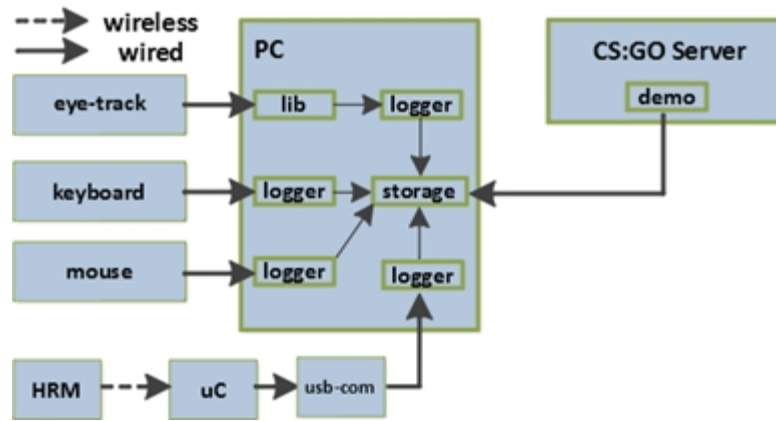 wireless
wired
PC
CS:GO Server
demo
eye-track
lib
logger
keyboard
logger
storage
mouse
logger
logger
HRM
uC
usb-com